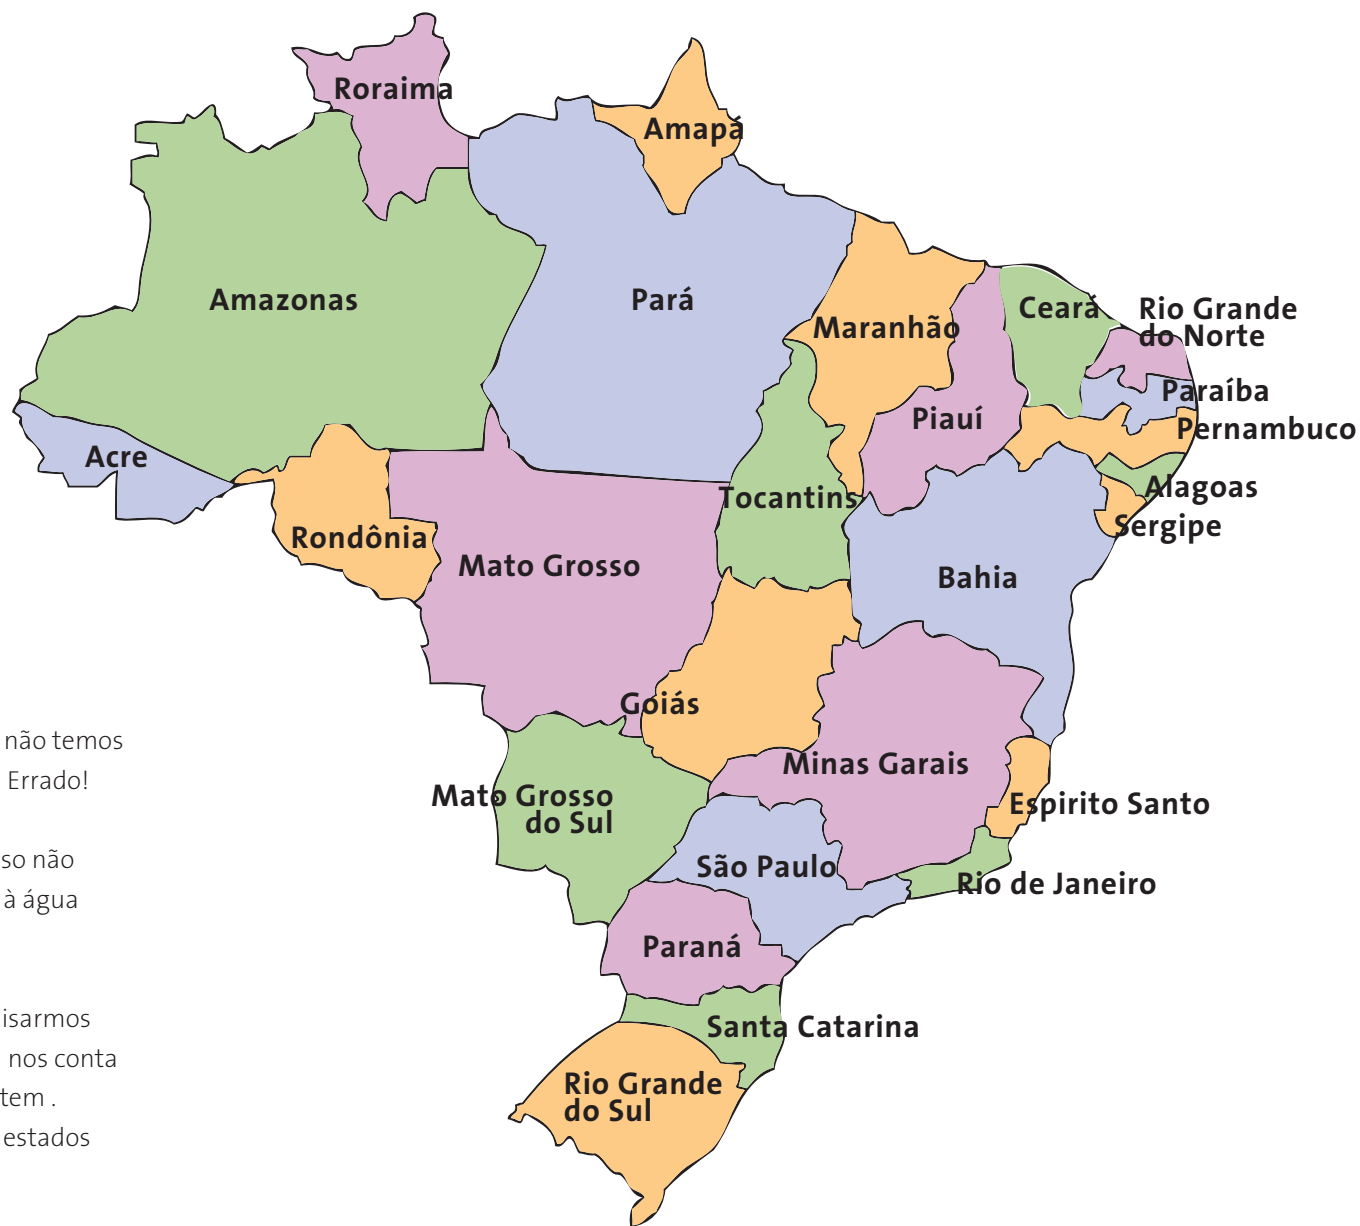 Roraima
Amapá
Amazonas
Pará
Maranhão
Ceará
Rio Grande
do Norte
Paraíba
Piauí
Pernambuco
Acre
Tocantins
Alagoas
Sergipe
Rondônia
Mato Grosso
Bahia
Goiás
Minas Garais
Mato Grosso
do Sul
Espirito Santo
São Paulo
Rio de Janeiro
Paraná
Santa Catarina
Rio Grande
do Sul
não temos
Errado!
so não
à água
isarmos
nos conta
tem .
estados